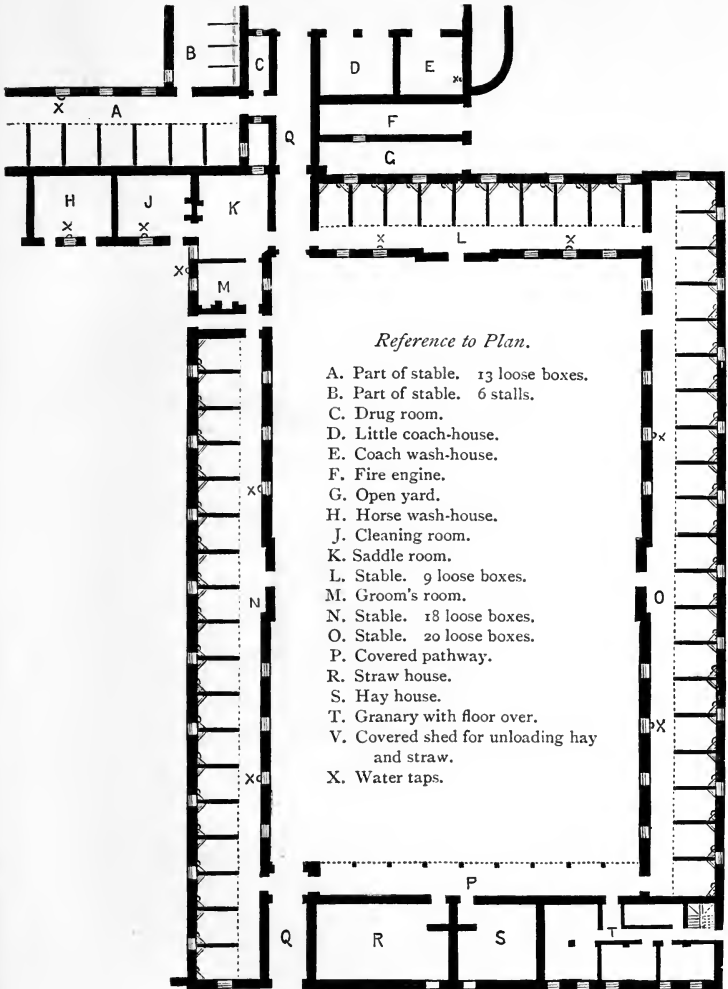 B
C
D
E
X
X
A
F
Q
G
H
J
K
X
X
X
L
X
X
M
Reference to Plan.
A. Part of stable. 13 loose boxes.
B. Part of stable. 6 stalls.
C. Drug room.
D. Little coach-house.
E. Coach wash-house.
F. Fire engine.
G. Open yard.
H. Horse wash-house.
J. Cleaning room.
K. Saddle room.
L. Stable. 9 loose boxes.
M. Groom's room.
N. Stable. 18 loose boxes.
O. Stable. 20 loose boxes.
P. Covered pathway.
R. Straw house.
S. Hay house.
T. Granary with floor over.
V. Covered shed for unloading hay
and straw.
X. Water taps.
X
X
N
O
X
X
P
Q
R
S
T